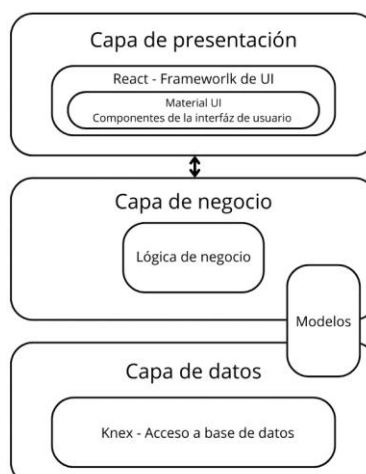 Capa de presentación
React - Frameworlk de UI
Material UI
Componentes de la interfáz de usuario
Capa de negocio
Lógica de negocio
Modelos
Capa de datos
Knex - Acceso a base de datos